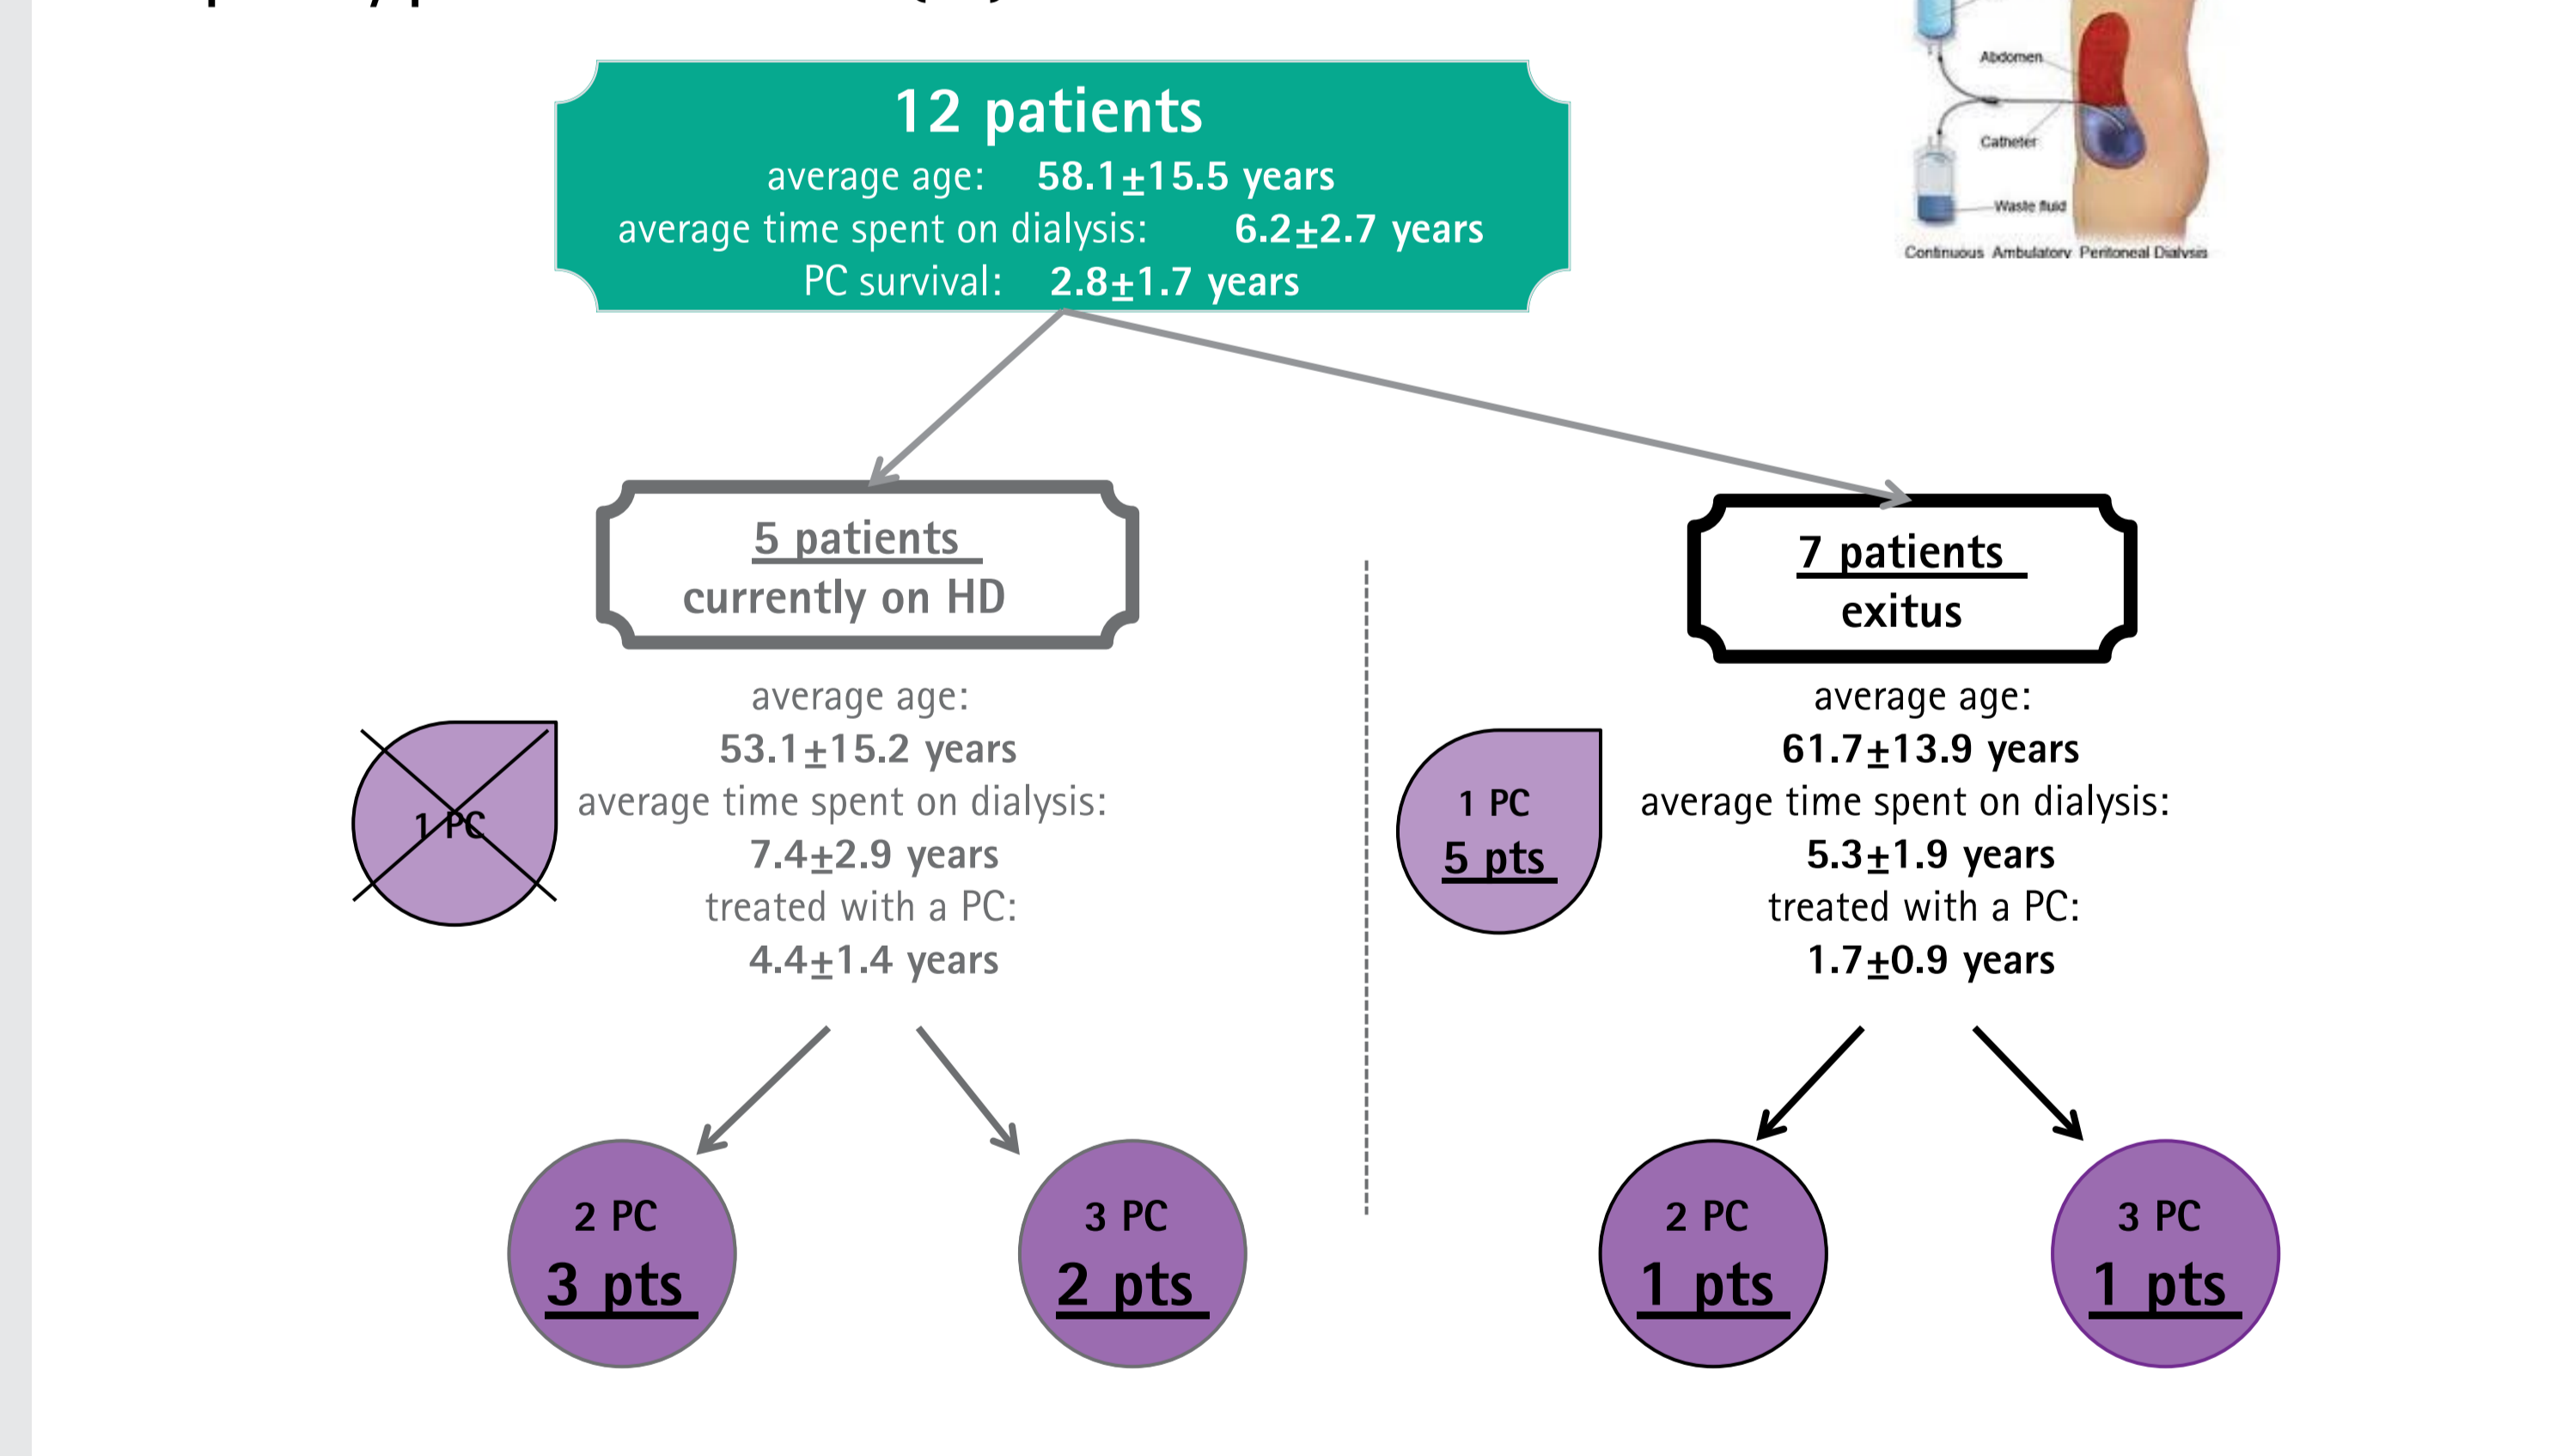 12 patients
average age: 58.1±15.5 years
average time spent on dialysis: 6.2±2.7 years
PC survival: 2.8±1.7 years
Abdomen
Catheter
Waste fluid
Continuous Ambulatory Peritoneal Dialysis
5 patients
currently on HD
average age:
53.1±15.2 years
average time spent on dialysis:
7.4±2.9 years
treated with a PC:
4.4±1.4 years
1 PC
2 PC
3 pts
3 PC
2 pts
7 patients
exitus
average age:
61.7±13.9 years
average time spent on dialysis:
5.3±1.9 years
treated with a PC:
1.7±0.9 years
1 PC
5 pts
2 PC
1 pts
3 PC
1 pts